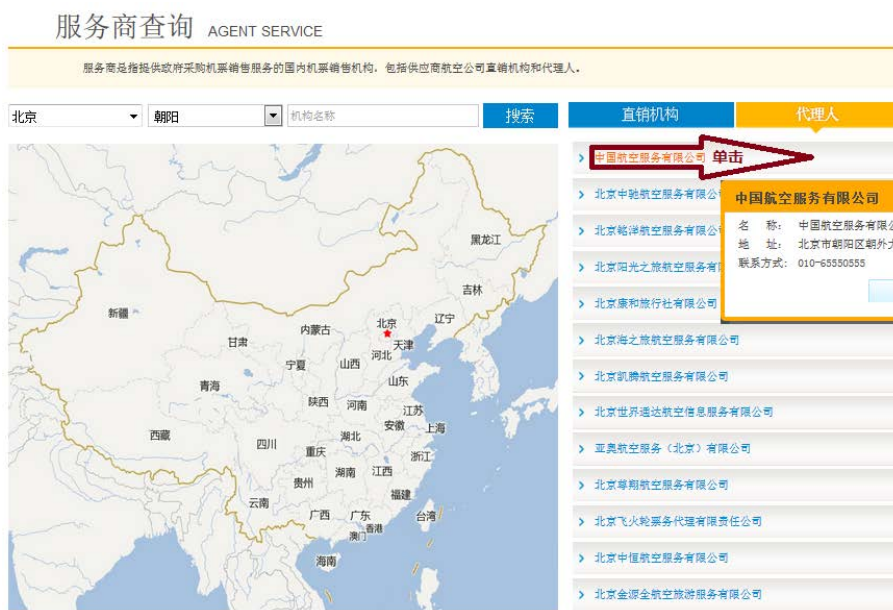 服务商查询 AGENT SERVICE
服务商是指提供政府采购机票销售服务的国内机票销售机构，包括供应商航空公司直销机构和代理人。
北京 朝阳 机构名称 搜索
直销机构 代理人
中国航空服务有限公司 单击
北京中驰航空服务有限公
北京铭洋航空服务有限公
北京阳光之旅航空服务有
北京康和旅行社有限公司
北京海之旅航空服务有限公司
北京凯腾航空服务有限公司
北京世界通达航空信息服务有限公司
亚奥航空服务（北京）有限公司
北京尊翔航空服务有限公司
北京飞火轮票务代理有限责任公司
北京中恒航空服务有限公司
北京金源全航空旅游服务有限公司
中国航空服务有限公司
名 称： 中国航空服务有限公
地 址： 北京市朝阳区朝外
联系方式： 010-65550555
黑龙江
吉林
辽宁
新疆
内蒙古
北京
天津
甘肃
宁夏
山西
河北
山东
青海
陕西
河南
江苏
安徽
上海
西藏
四川
重庆
湖北
浙江
贵州
湖南
江西
福建
云南
广西
广东
台湾
香港
澳门
海南